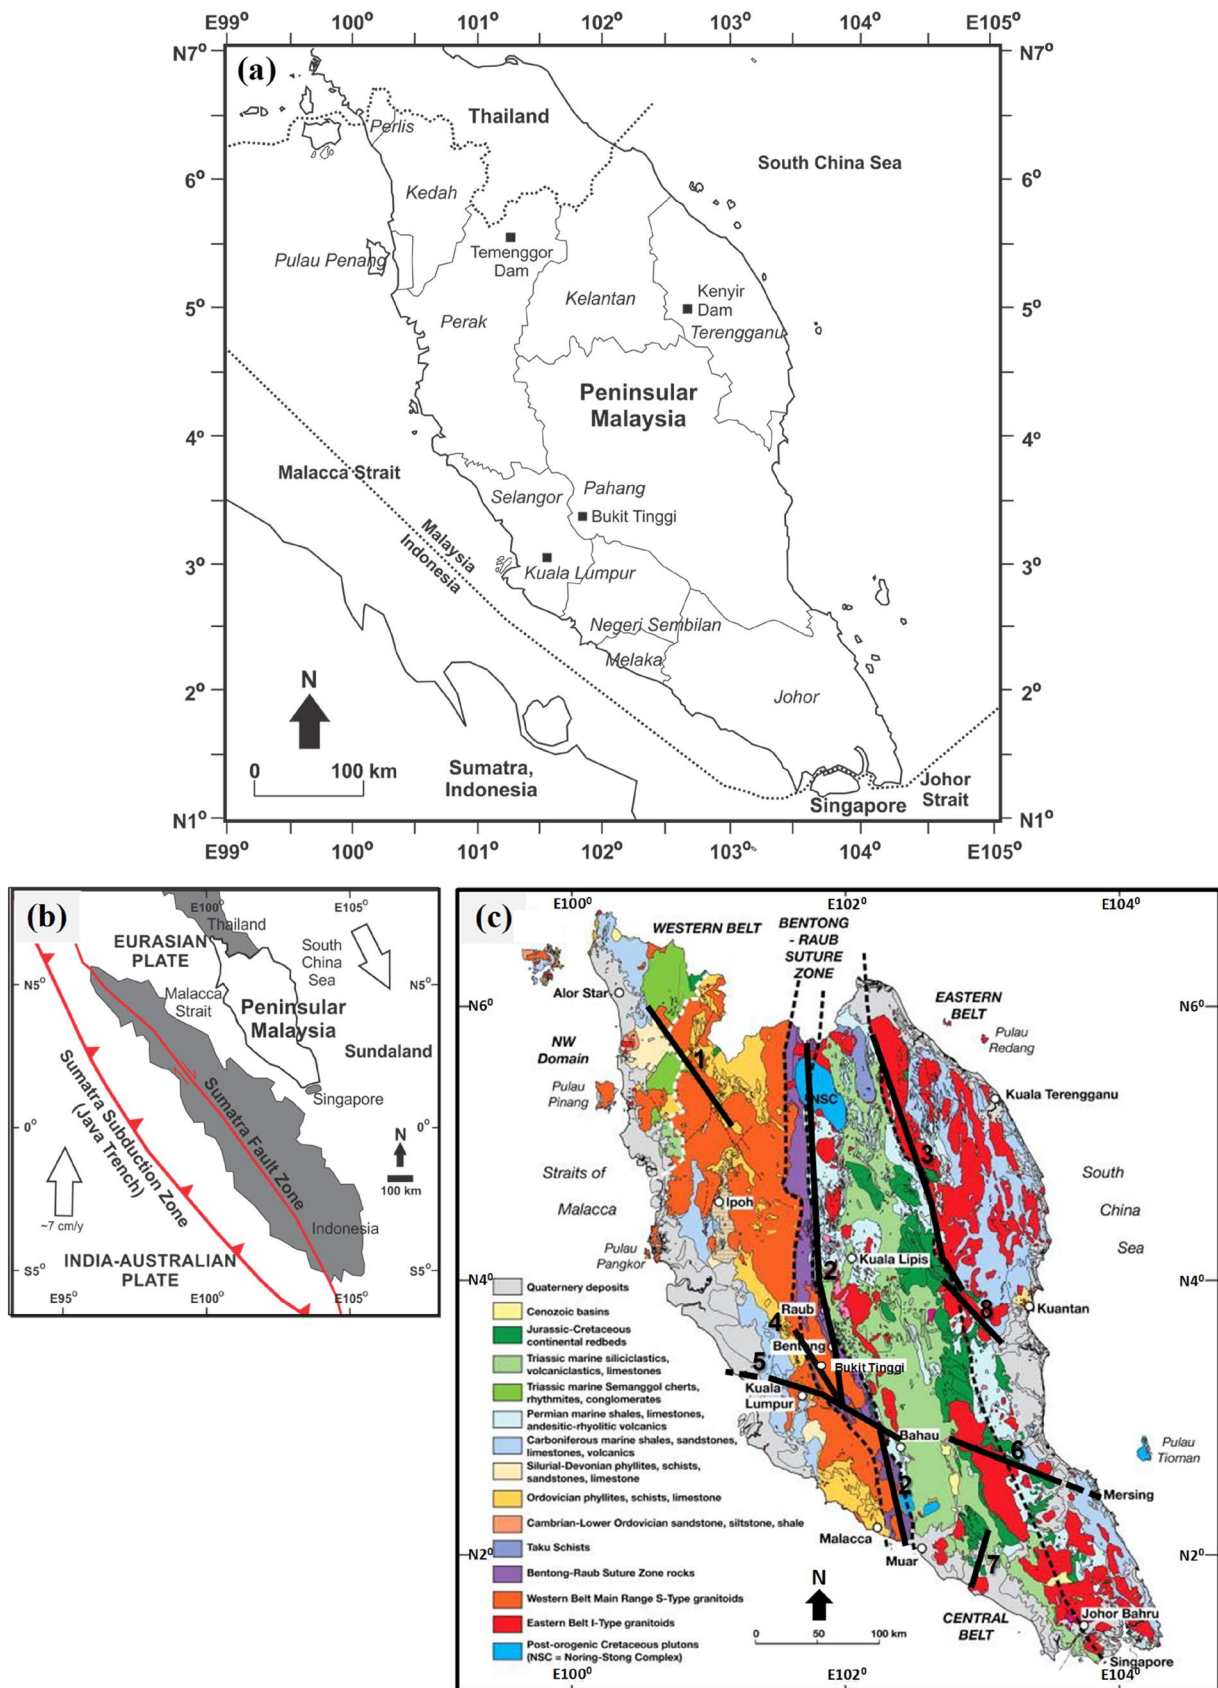 E99° E100° E101° E102° E103° E104° E105°
N7° N7°
(a)
Thailand
Perlis
South China Sea
6° 6°
Kedah
Temenggor
Dam
Pulau Penang
Kelantan
Kenyir
Dam
5° 5°
Perak
Terengganu
Peninsular
Malaysia
4° 4°
Malacca Strait
Selangor
Pahang
Bukit Tinggi
Malaysia
Indonesia
3° 3°
Kuala Lumpur
Negeri Sembilan
Melaka
N
2° 2°
Johor
0 100 km
Sumatra,
Indonesia
Johor
Strait
Singapore
N1° N1°
E99° E100° E101° E102° E103° E104° E105°
(b)
E100° E105°
Thailand
EURASIAN
PLATE
South
China
Sea
N5° N5°
Malacca
Strait
Peninsular
Malaysia
Sundaland
Sumatra Subduction Zone
(Java Trench)
Sumatra Fault Zone
Singapore
0° 0°
N
100 km
~7 cm/y
Indonesia
INDIA-AUSTRALIAN
PLATE
S5° S5°
E95° E100° E105°
(c)
E100° E102° E104°
WESTERN BELT
BENTONG
- RAUB
SUTURE
ZONE
Alor Star
N6° N6°
EASTERN
BELT
Pulau
Redang
NW
Domain
1
Pulau
Pinang
NSC
Kuala Terengganu
3
Straits of
Malacca
Ipoh
South
China
Sea
Pulau
Pangkor
Kuala Lipis
2
N4° N4°
Raub
8
Kuantan
4
Bentong
5
Bukit Tinggi
Kuala
Lumpur
Bahau
6
Pulau
Tioman
2
Mersing
Malacca
Muar
N2° N2°
7
N
CENTRAL
BELT
Johor Bahru
0 50 100 km
Singapore
E100° E102° E104°
Quaternery deposits
Cenozoic basins
Jurassic-Cretaceous
continental redbeds
Triassic marine siliciclastics,
volcaniclastics, limestones
Triassic marine Semanggol cherts,
rhythmites, conglomerates
Permian marine shales, limestones,
andesitic-rhyolitic volcanics
Carboniferous marine shales, sandstones,
limestones, volcanics
Silurial-Devonian phyllites, schists,
sandstones, limestone
Ordovician phyllites, schists, limestone
Cambrian-Lower Ordovician sandstone, siltstone, shale
Taku Schists
Bentong-Raub Suture Zone rocks
Western Belt Main Range S-Type granitoids
Eastern Belt I-Type granitoids
Post-orogenic Cretaceous plutons
(NSC = Noring-Stong Complex)